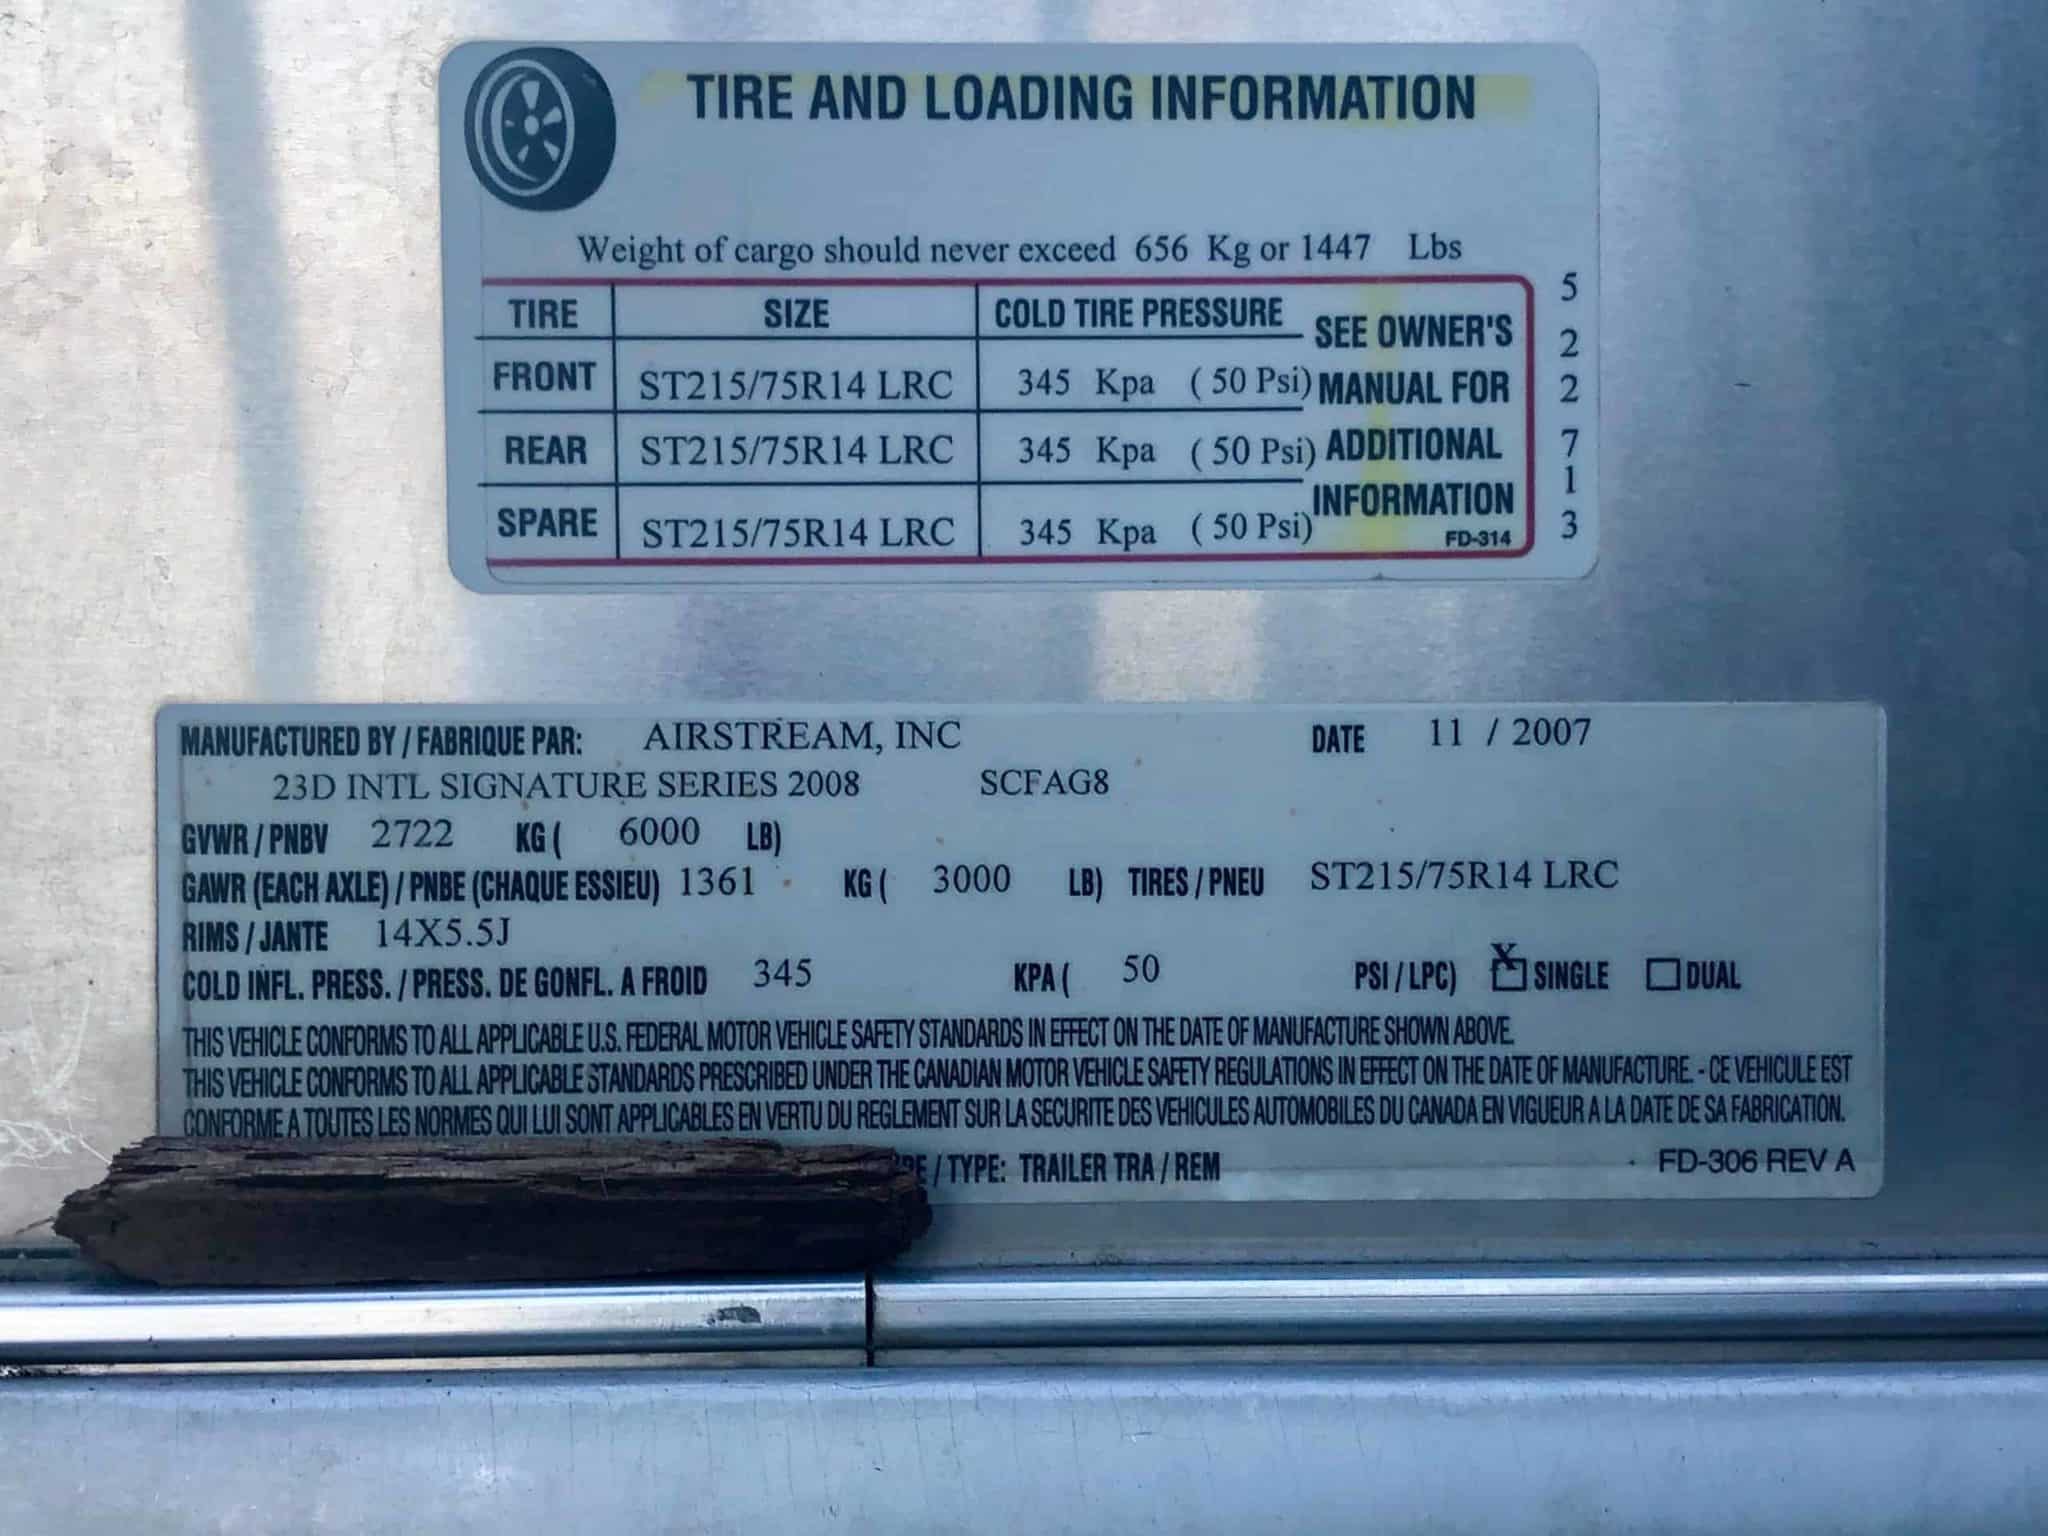 TIRE AND LOADING INFORMATION
Weight of cargo should never exceed 656 Kg or 1447 Lbs
TIRE SIZE COLD TIRE PRESSURE
FRONT ST215/75R14 LRC 345 Kpa ( 50 Psi)
REAR ST215/75R14 LRC 345 Kpa ( 50 Psi)
SPARE ST215/75R14 LRC 345 Kpa ( 50 Psi)
SEE OWNER'S
MANUAL FOR
ADDITIONAL
INFORMATION
FD-314
5
2
2
7
1
3
MANUFACTURED BY / FABRIQUE PAR: AIRSTREAM, INC DATE 11 / 2007
23D INTL SIGNATURE SERIES 2008 SCFAG8
GVWR / PNBV 2722 KG ( 6000 LB)
GAWR (EACH AXLE) / PNBE (CHAQUE ESSIEU) 1361 KG ( 3000 LB) TIRES / PNEU ST215/75R14 LRC
RIMS / JANTE 14X5.5J
COLD INFL. PRESS. / PRESS. DE GONFL. A FROID 345 KPA ( 50 PSI / LPC) X SINGLE DUAL
THIS VEHICLE CONFORMS TO ALL APPLICABLE U.S. FEDERAL MOTOR VEHICLE SAFETY STANDARDS IN EFFECT ON THE DATE OF MANUFACTURE SHOWN ABOVE.
THIS VEHICLE CONFORMS TO ALL APPLICABLE STANDARDS PRESCRIBED UNDER THE CANADIAN MOTOR VEHICLE SAFETY REGULATIONS IN EFFECT ON THE DATE OF MANUFACTURE. - CE VEHICULE EST
CONFORME A TOUTES LES NORMES QUI LUI SONT APPLICABLES EN VERTU DU REGLEMENT SUR LA SECURITE DES VEHICULES AUTOMOBILES DU CANADA EN VIGUEUR A LA DATE DE SA FABRICATION.
/ TYPE: TRAILER TRA / REM FD-306 REV A